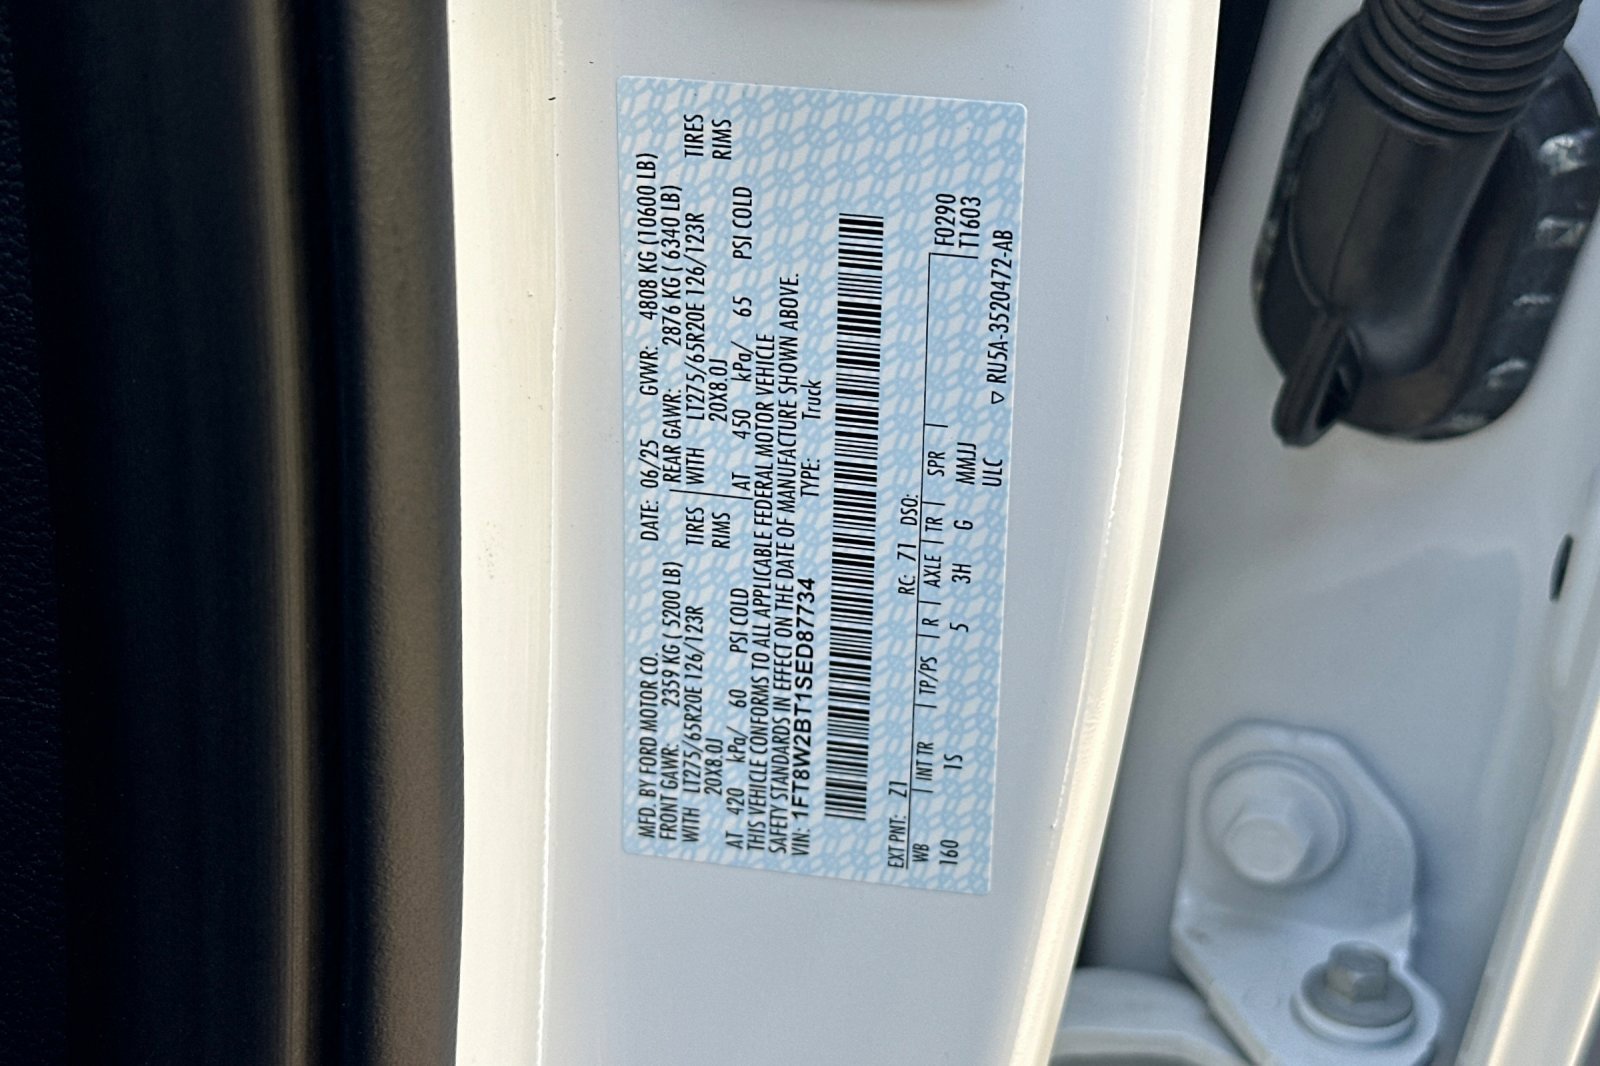 MFD. BY FORD MOTOR CO. DATE: 06/25 GVWR: 4808 KG (10600 LB)
FRONT GAWR: 2359 KG ( 5200 LB) REAR GAWR: 2876 KG ( 6340 LB)
WITH LT275/65R20E 126/123R TIRES WITH LT275/65R20E 126/123R TIRES
20X8.0J RIMS 20X8.0J RIMS
AT 420 kPa/ 60 PSI COLD AT 450 kPa/ 65 PSI COLD
THIS VEHICLE CONFORMS TO ALL APPLICABLE FEDERAL MOTOR VEHICLE
SAFETY STANDARDS IN EFFECT ON THE DATE OF MANUFACTURE SHOWN ABOVE.
VIN: 1FT8W2BT1SED87734 TYPE: Truck
EXT PNT: Z1 RC: 71 DSO:
WB INT TR TP/PS R AXLE TR SPR F0290
160 1S 5 3H G MMJJ T1603
ULC ▽ RU5A-3520472-AB